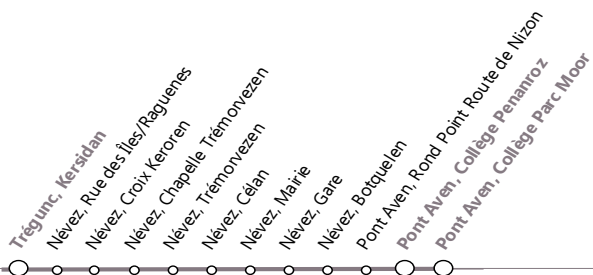 Trégunc, Kersidan
Névez, Rue des Îles/Raguenes
Névez, Croix Keroren
Névez, Chapelle Trémorvezen
Névez, Trémorvezen
Névez, Célan
Névez, Mairie
Névez, Gare
Névez, Botquelen
Pont Aven, Rond Point Route de Nizon
Pont Aven, Collège Penanroz
Pont Aven, Collège Parc Moor